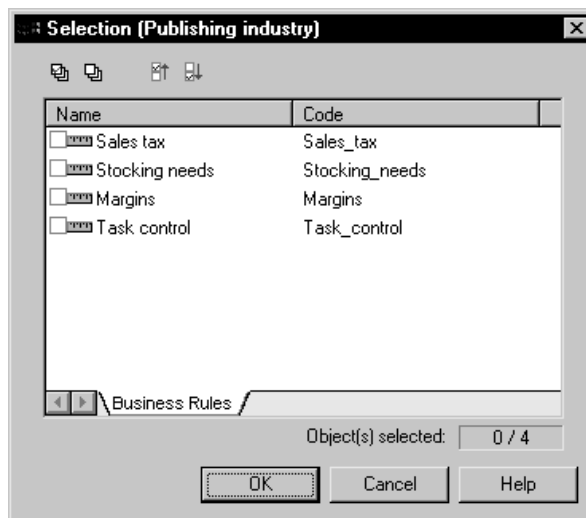 Selection (Publishing industry)
Name Code
Sales tax Sales_tax
Stocking needs Stocking_needs
Margins Margins
Task control Task_control
Business Rules
Object(s) selected: 0 / 4
OK Cancel Help